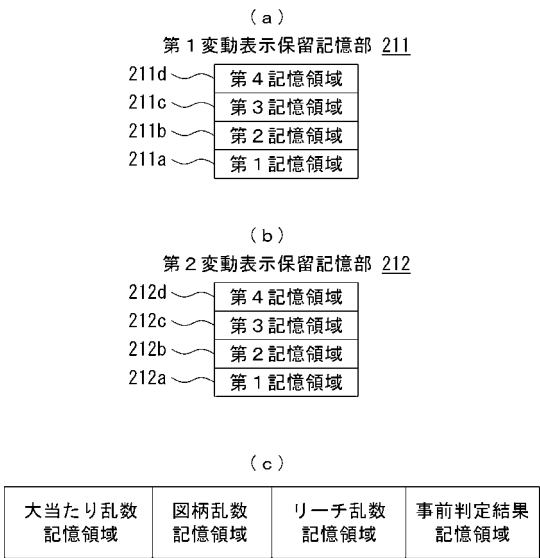 (a)
第1変動表示保留記憶部 211
211d 第4記憶領域
211c 第3記憶領域
211b 第2記憶領域
211a 第1記憶領域
(b)
第2変動表示保留記憶部 212
212d 第4記憶領域
212c 第3記憶領域
212b 第2記憶領域
212a 第1記憶領域
(c)
大当たり乱数
記憶領域
図柄乱数
記憶領域
リーチ乱数
記憶領域
事前判定結果
記憶領域